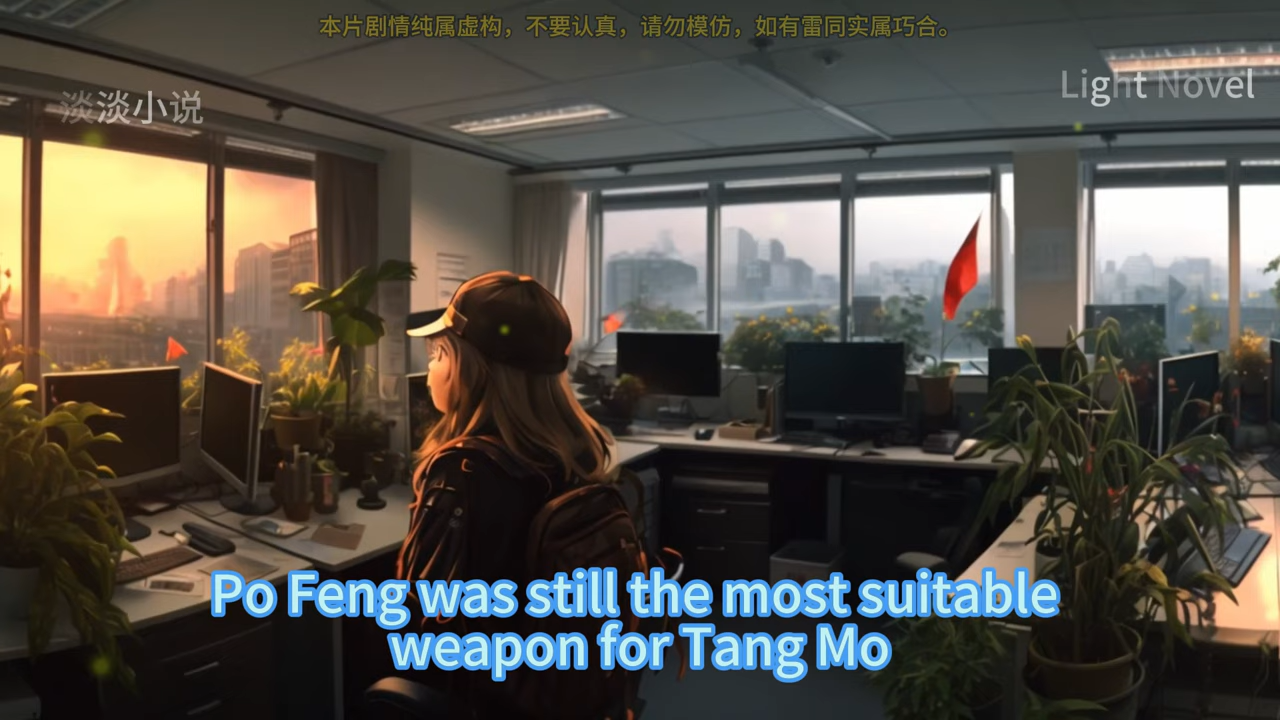 本片剧情纯属虚构，不要认真，请勿模仿，如有雷同实属巧合。
淡淡小说
Light Novel
Po Feng was still the most suitable
weapon for Tang Mo